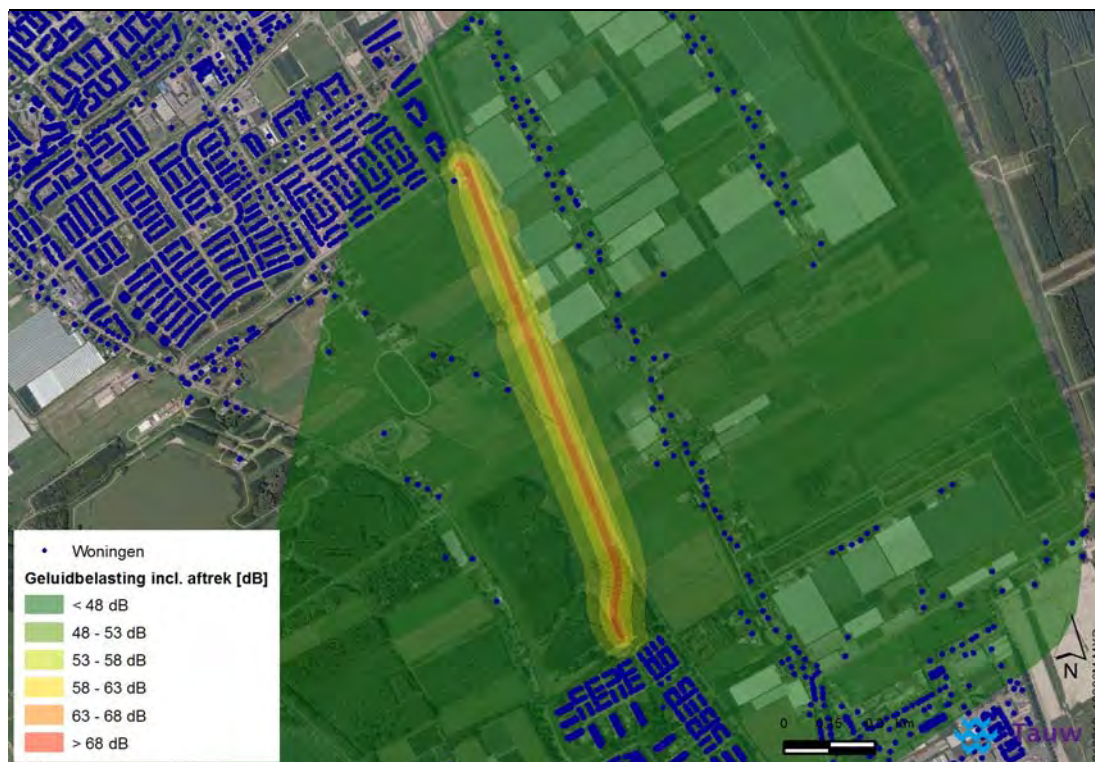 Woningen
Geluidbelasting incl. aftrek [dB]
< 48 dB
48 - 53 dB
53 - 58 dB
58 - 63 dB
63 - 68 dB
> 68 dB
N
0
km
Tauw